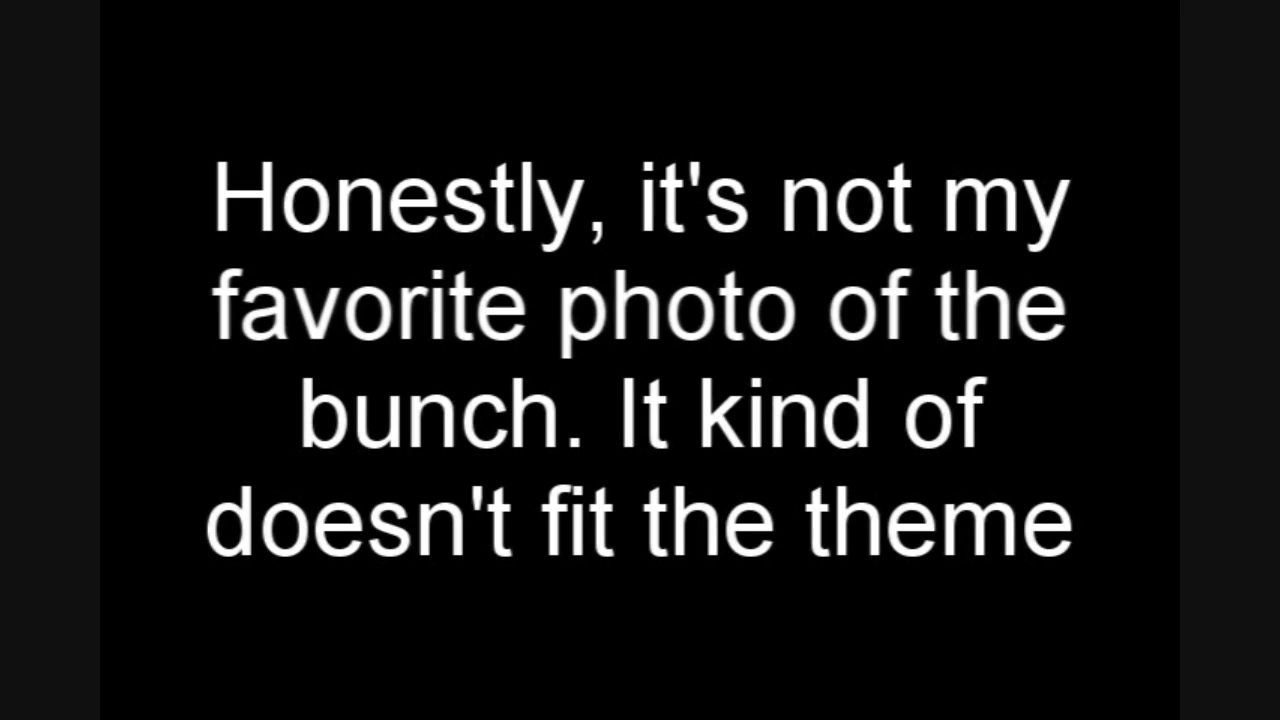 Honestly, it's not my
favorite photo of the
bunch. It kind of
doesn't fit the theme